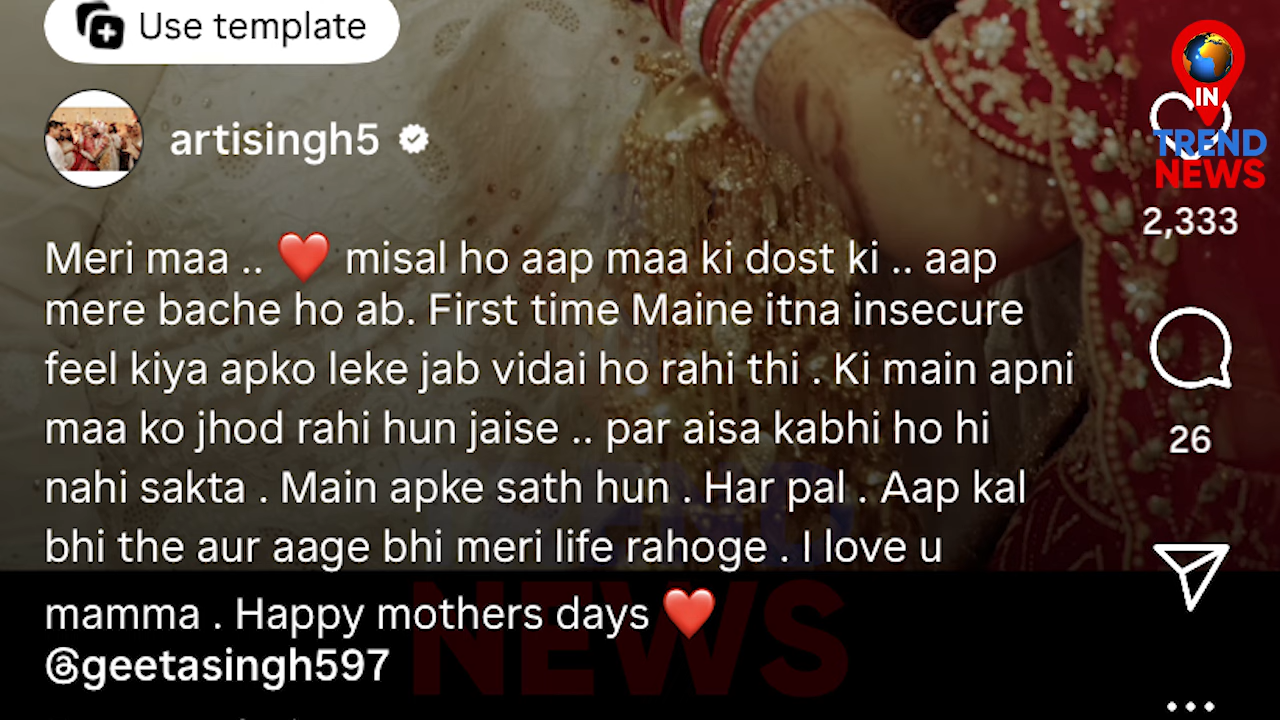 Use template
artisingh5
IN
TREND
NEWS
2,333
Meri maa .. ❤️ misal ho aap maa ki dost ki .. aap
mere bache ho ab. First time Maine itna insecure
feel kiya apko leke jab vidai ho rahi thi . Ki main apni
maa ko jhod rahi hun jaise .. par aisa kabhi ho hi
nahi sakta . Main apke sath hun . Har pal . Aap kal
bhi the aur aage bhi meri life rahoge . I love u
mamma . Happy mothers days ❤️
@geetasingh597
26
TREND
NEWS